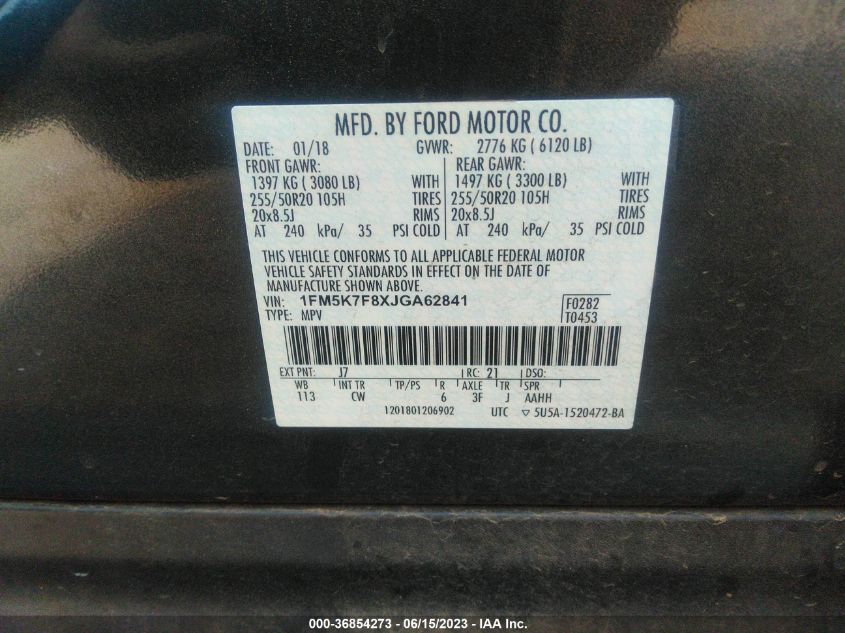 MFD. BY FORD MOTOR CO.
DATE: 01/18 GVWR: 2776 KG ( 6120 LB)
FRONT GAWR: REAR GAWR:
1397 KG ( 3080 LB) WITH 1497 KG ( 3300 LB) WITH
255/50R20 105H TIRES 255/50R20 105H TIRES
20x8.5J RIMS 20x8.5J RIMS
AT 240 kPa/ 35 PSI COLD AT 240 kPa/ 35 PSI COLD
THIS VEHICLE CONFORMS TO ALL APPLICABLE FEDERAL MOTOR
VEHICLE SAFETY STANDARDS IN EFFECT ON THE DATE OF
MANUFACTURE SHOWN ABOVE.
VIN: 1FM5K7F8XJGA62841 F0282
TYPE: MPV T0453
EXT PNT: J7 RC: 21 DSO:
WB INT TR TP/PS R AXLE TR SPR
113 CW 6 3F J AAHH
1201801206902 UTC ▽ 5U5A-1520472-BA
000-36854273 - 06/15/2023 - IAA Inc.